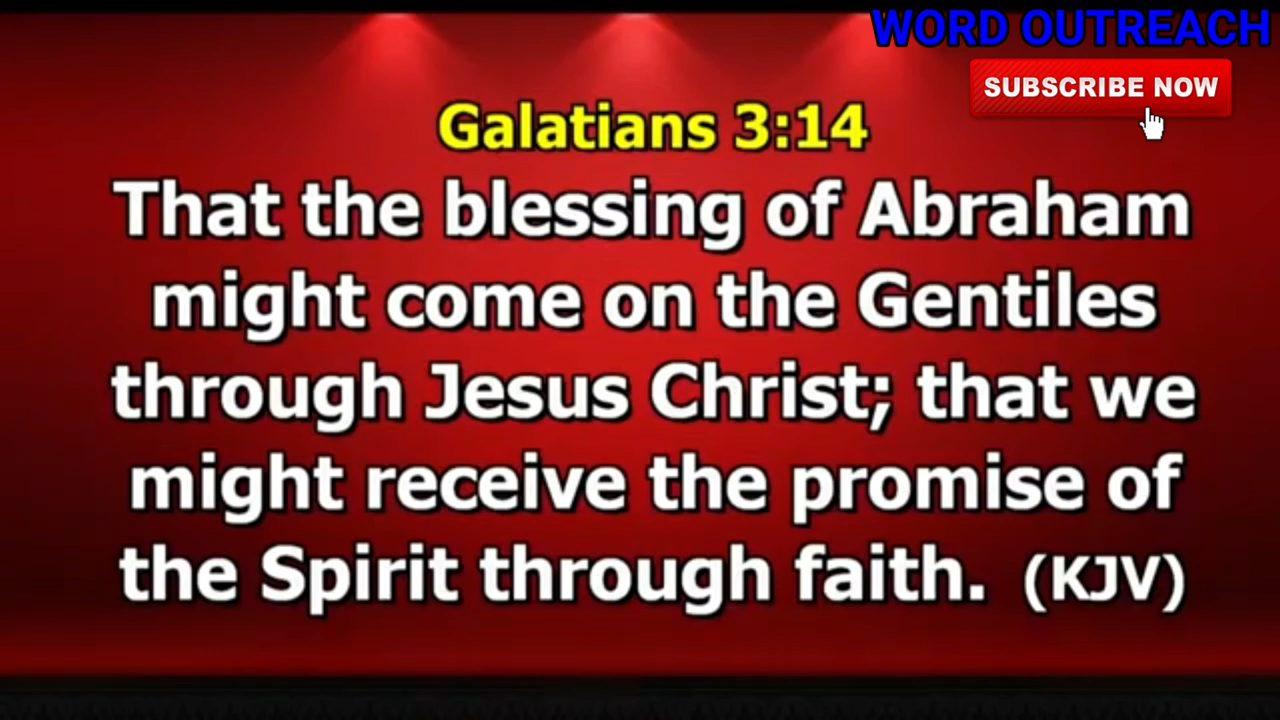 WORD OUTREACH
SUBSCRIBE NOW
Galatians 3:14
That the blessing of Abraham
might come on the Gentiles
through Jesus Christ; that we
might receive the promise of
the Spirit through faith. (KJV)